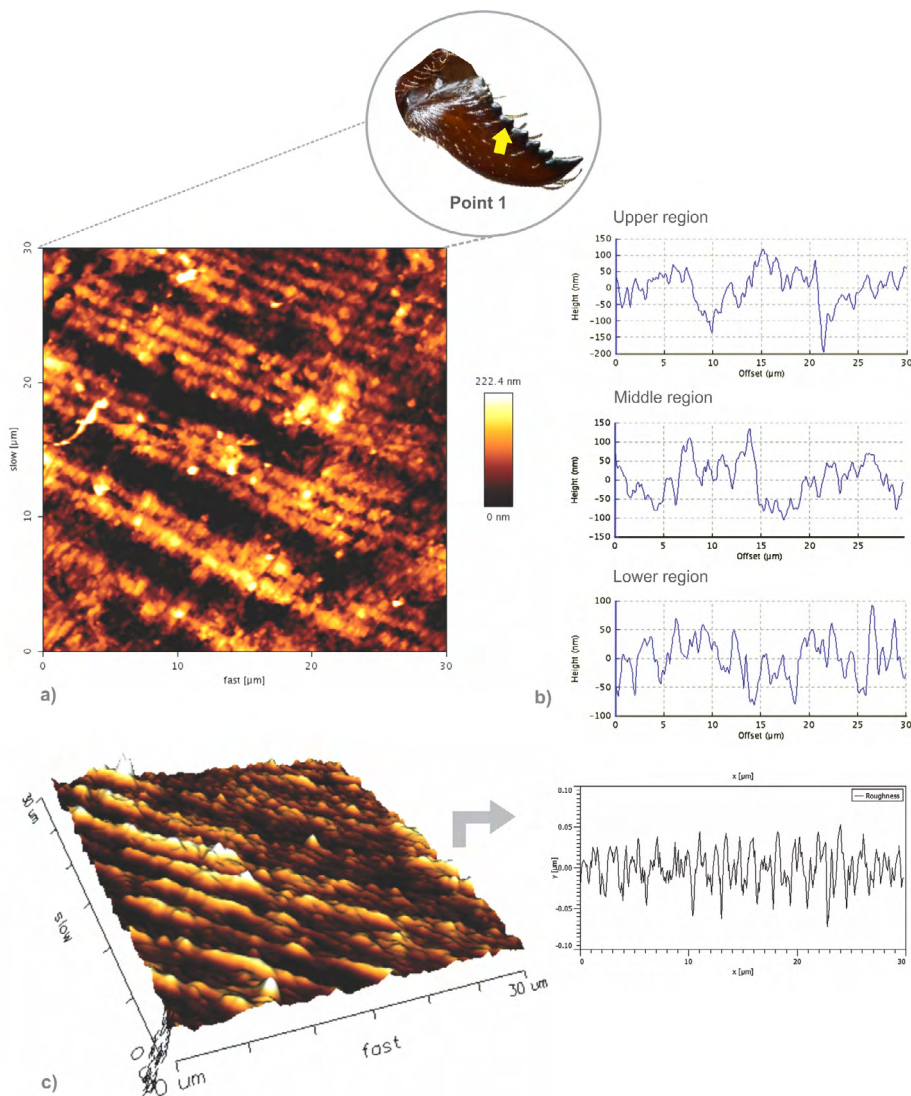 Point 1
Upper region
150
100
50
0
-50
-100
-150
-200
Height (nm)
0
5
10
15
20
25
30
Offset (µm)
30
20
10
0
slow [µm]
0
10
20
30
fast [µm]
222.4 nm
0 nm
a)
Middle region
150
100
50
0
-50
-100
-150
Height (nm)
0
5
10
15
20
25
Offset (µm)
Lower region
100
50
0
-50
-100
Height (nm)
0
5
10
15
20
25
30
Offset (µm)
b)
30 um
slow
0
0 um
fast
30 um
c)
x [µm]
0.10
0.05
0.00
-0.05
-0.10
y [µm]
Roughness
0
10
20
30
x [µm]